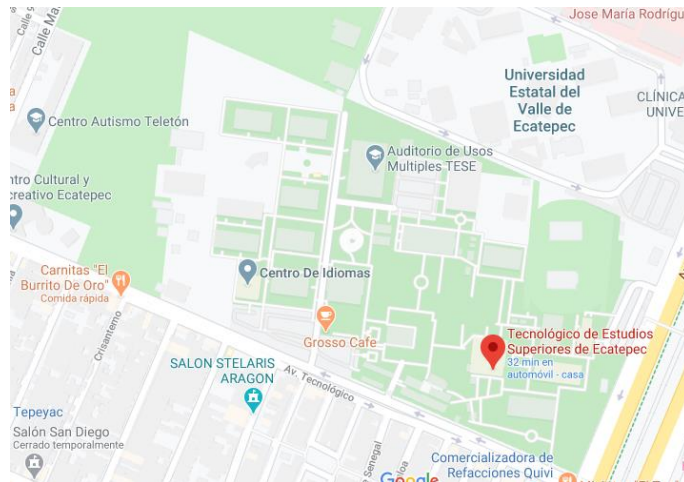 Jose María Rodrígu
Calle Ma
Universidad
Estatal del
Valle de
Ecatepec
CLÍNICA
UNIVE
Centro Autismo Teletón
Auditorio de Usos
Multiples TESE
ntro Cultural y
creativo Ecatepec
Carnitas "El
Burrito De Oro"
Comida rápida
Centro De Idiomas
Crisantemo
Grosso Cafe
Tecnológico de Estudios
Superiores de Ecatepec
32 min en
automóvil - casa
SALON STELARIS
ARAGON
Av. Tecnológico
Tepeyac
Salón San Diego
Cerrado temporalmente
Senegal
Comercializadora de
Refacciones Quivi
Google